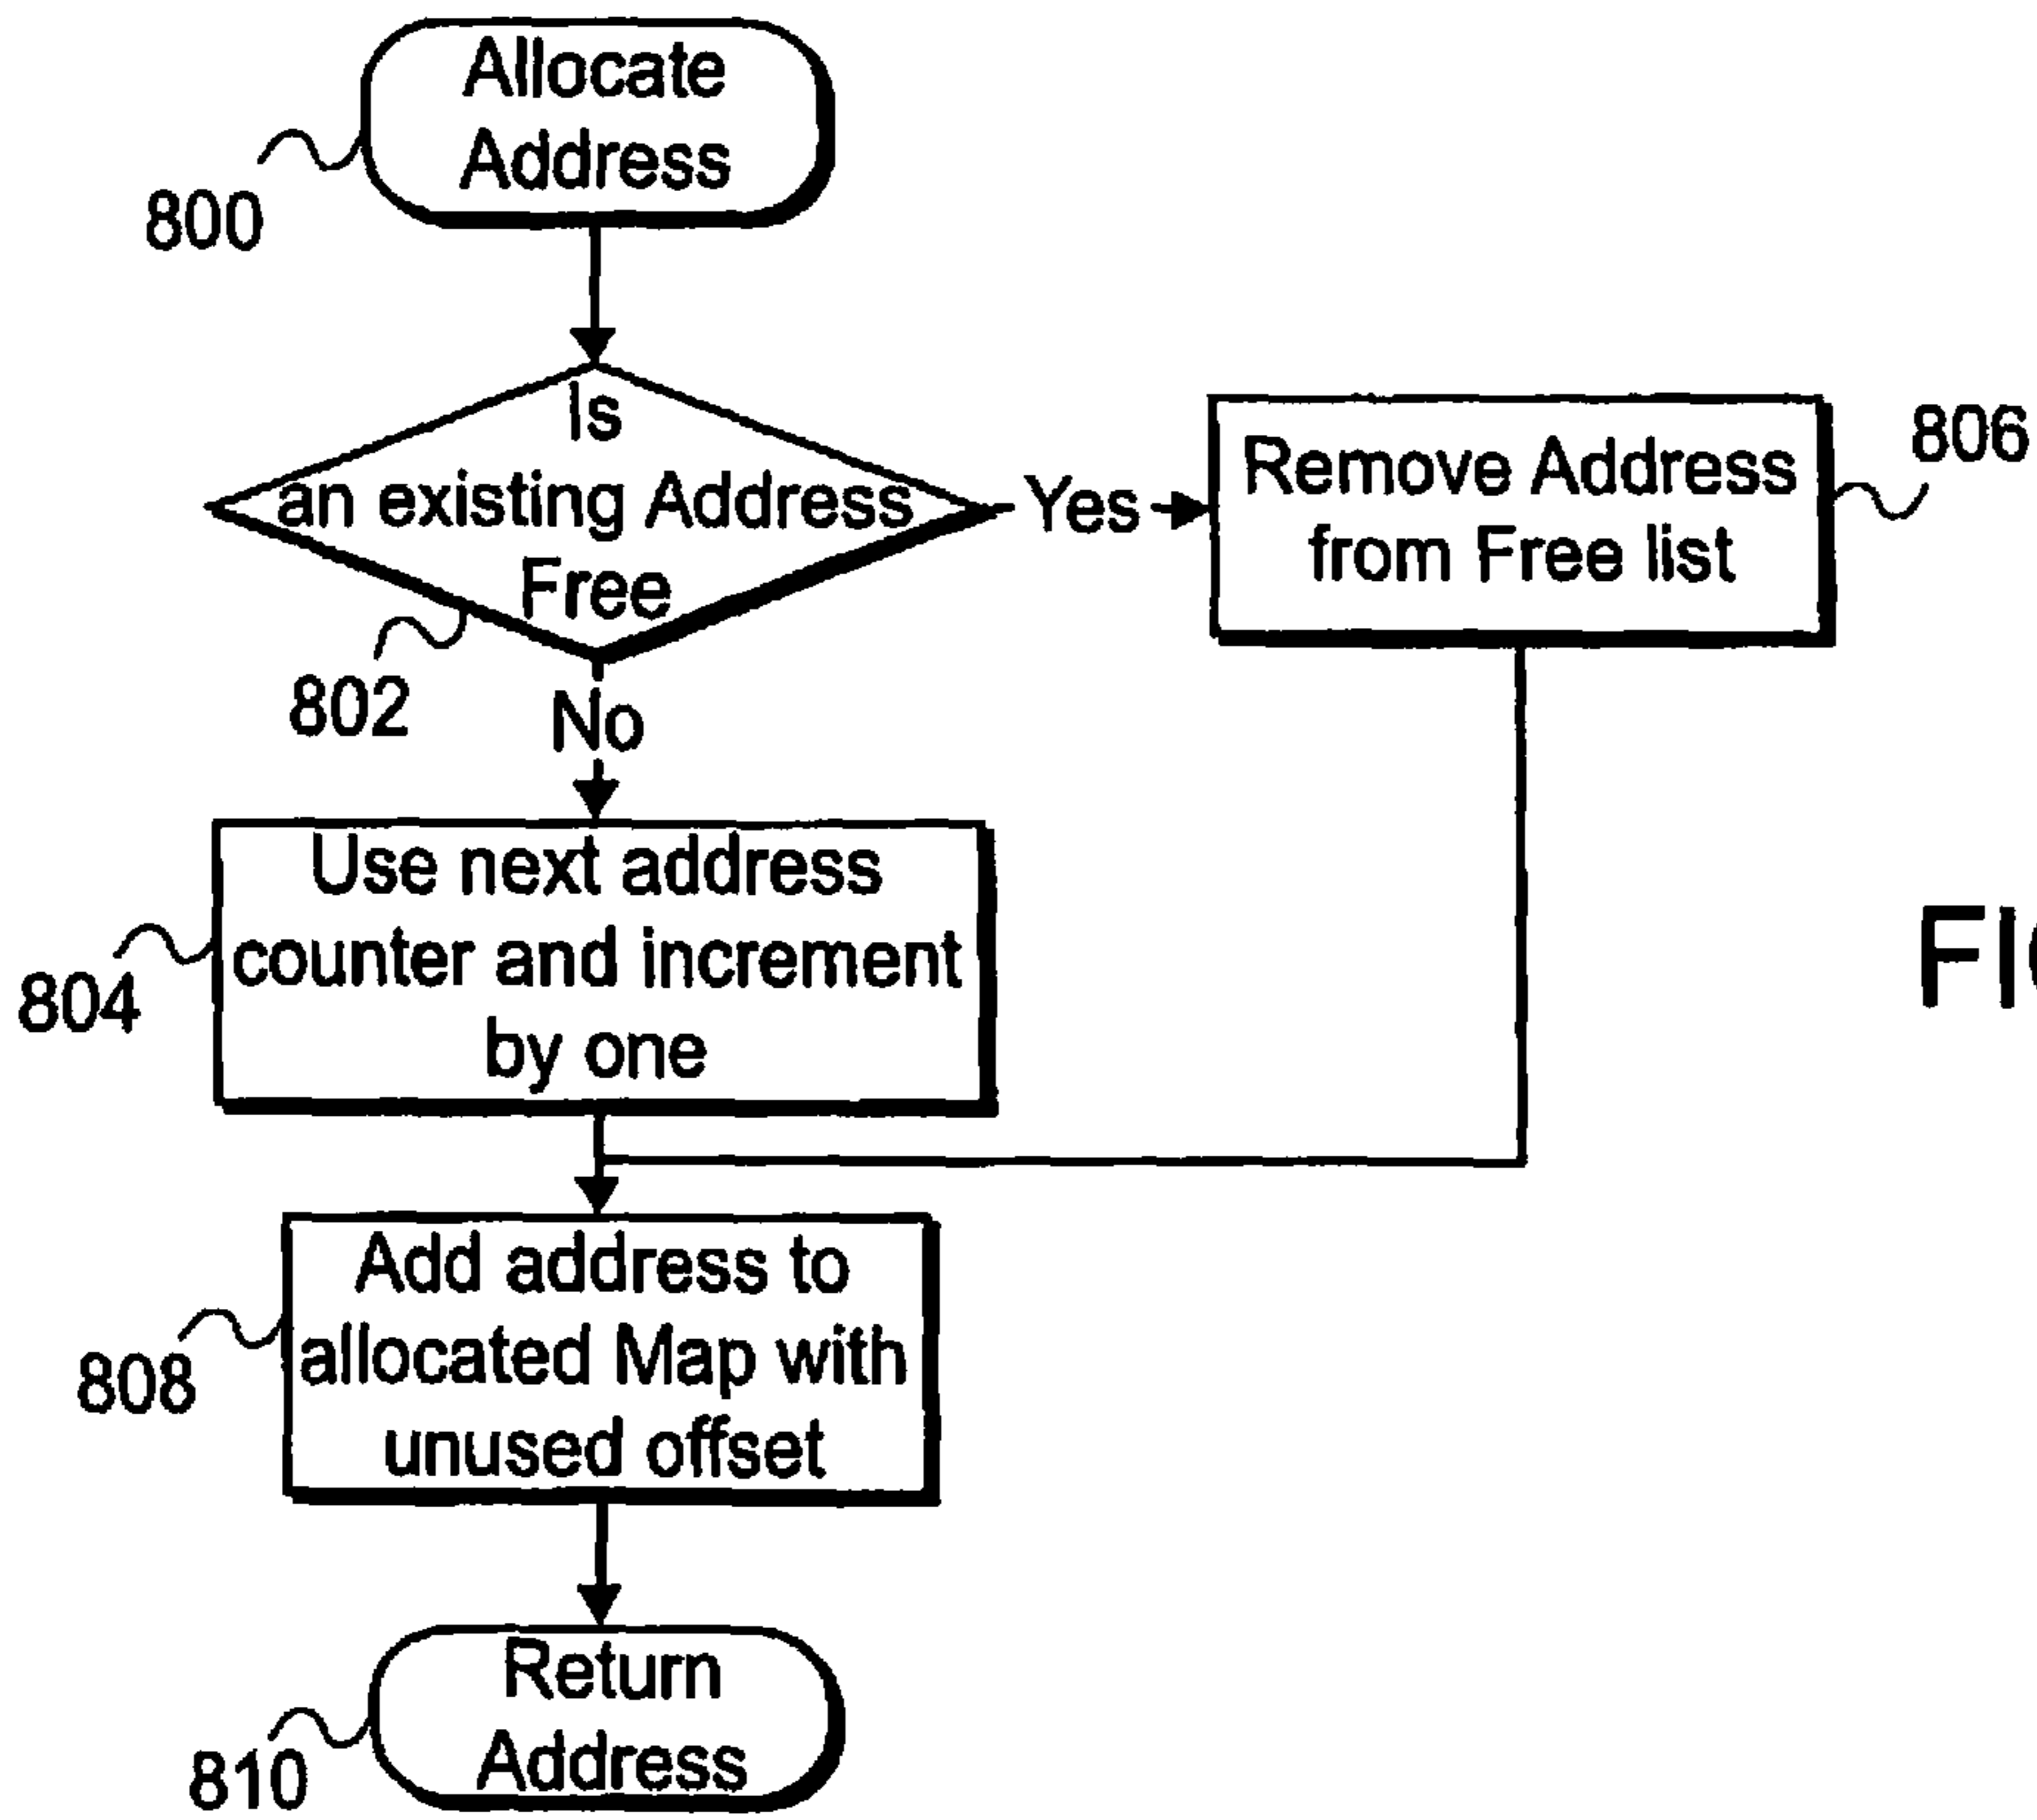 Allocate
Address
800
Is
an existing Address
Free
802
Yes
Remove Address
from Free list
806
No
Use next address
counter and increment
by one
804
Add address to
allocated Map with
unused offset
808
Return
Address
810